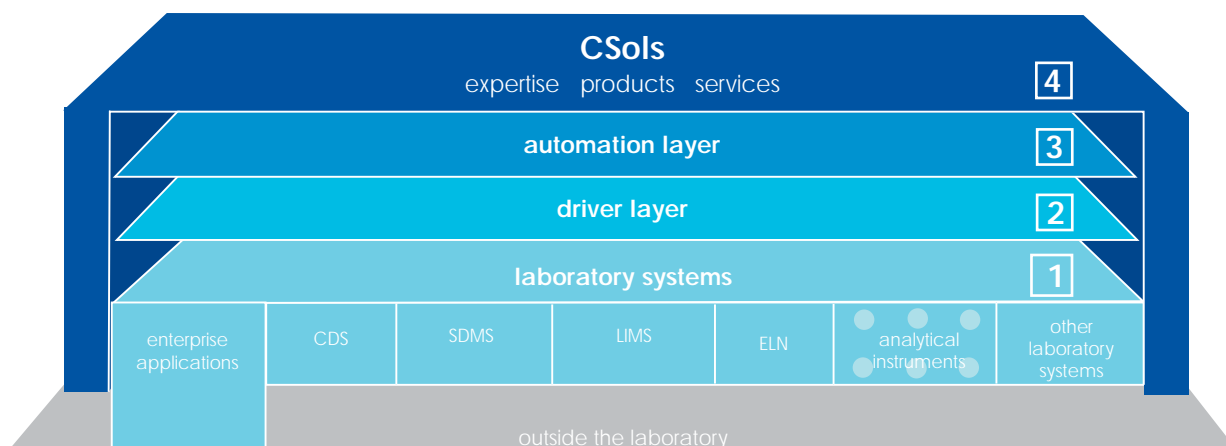 CSols
expertise products services
4
automation layer
3
driver layer
2
laboratory systems
1
enterprise
applications
CDS
SDMS
LIMS
ELN
analytical
instruments
other
laboratory
systems
outside the laboratory